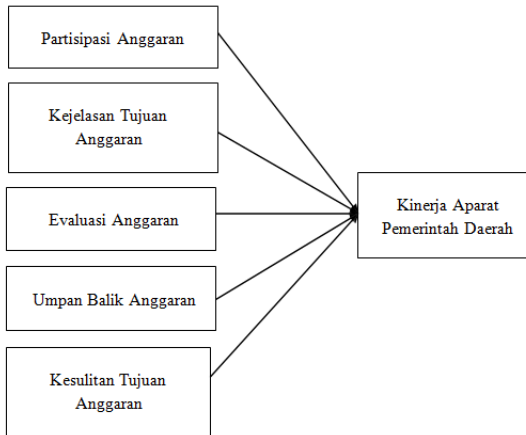 Partisipasi Anggaran
Kejelasan Tujuan
Anggaran
Evaluasi Anggaran
Umpan Balik Anggaran
Kesulitan Tujuan
Anggaran
Kinerja Aparat
Pemerintah Daerah